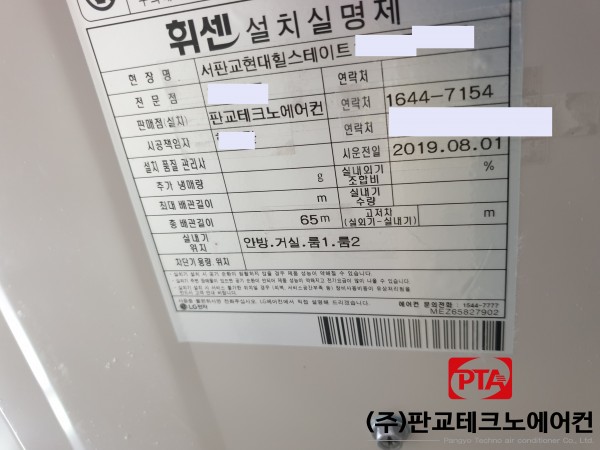 휘센 설치실명제
현 장 명 서판교현대힐스테이트
전 문 점 연락처
판매점(설치) 판교테크노에어컨 연락처 1644-7154
시공책임자 연락처
설치 품질 관리사 시운전일 2019.08.01
추가 냉매량 g 실내외기 조합비 %
최대 배관길이 m 실내기 수량
총 배관길이 65m 고저차 (실외기-실내기) m
실내기 위치 안방.거실.룸1.룸2
차단기용량. 위치
에어컨 문의전화 : 1544-7777
LG전자
MEZ65827902
PTA
(주)판교테크노에어컨
Pangyo Techno air conditioner Co., Ltd.